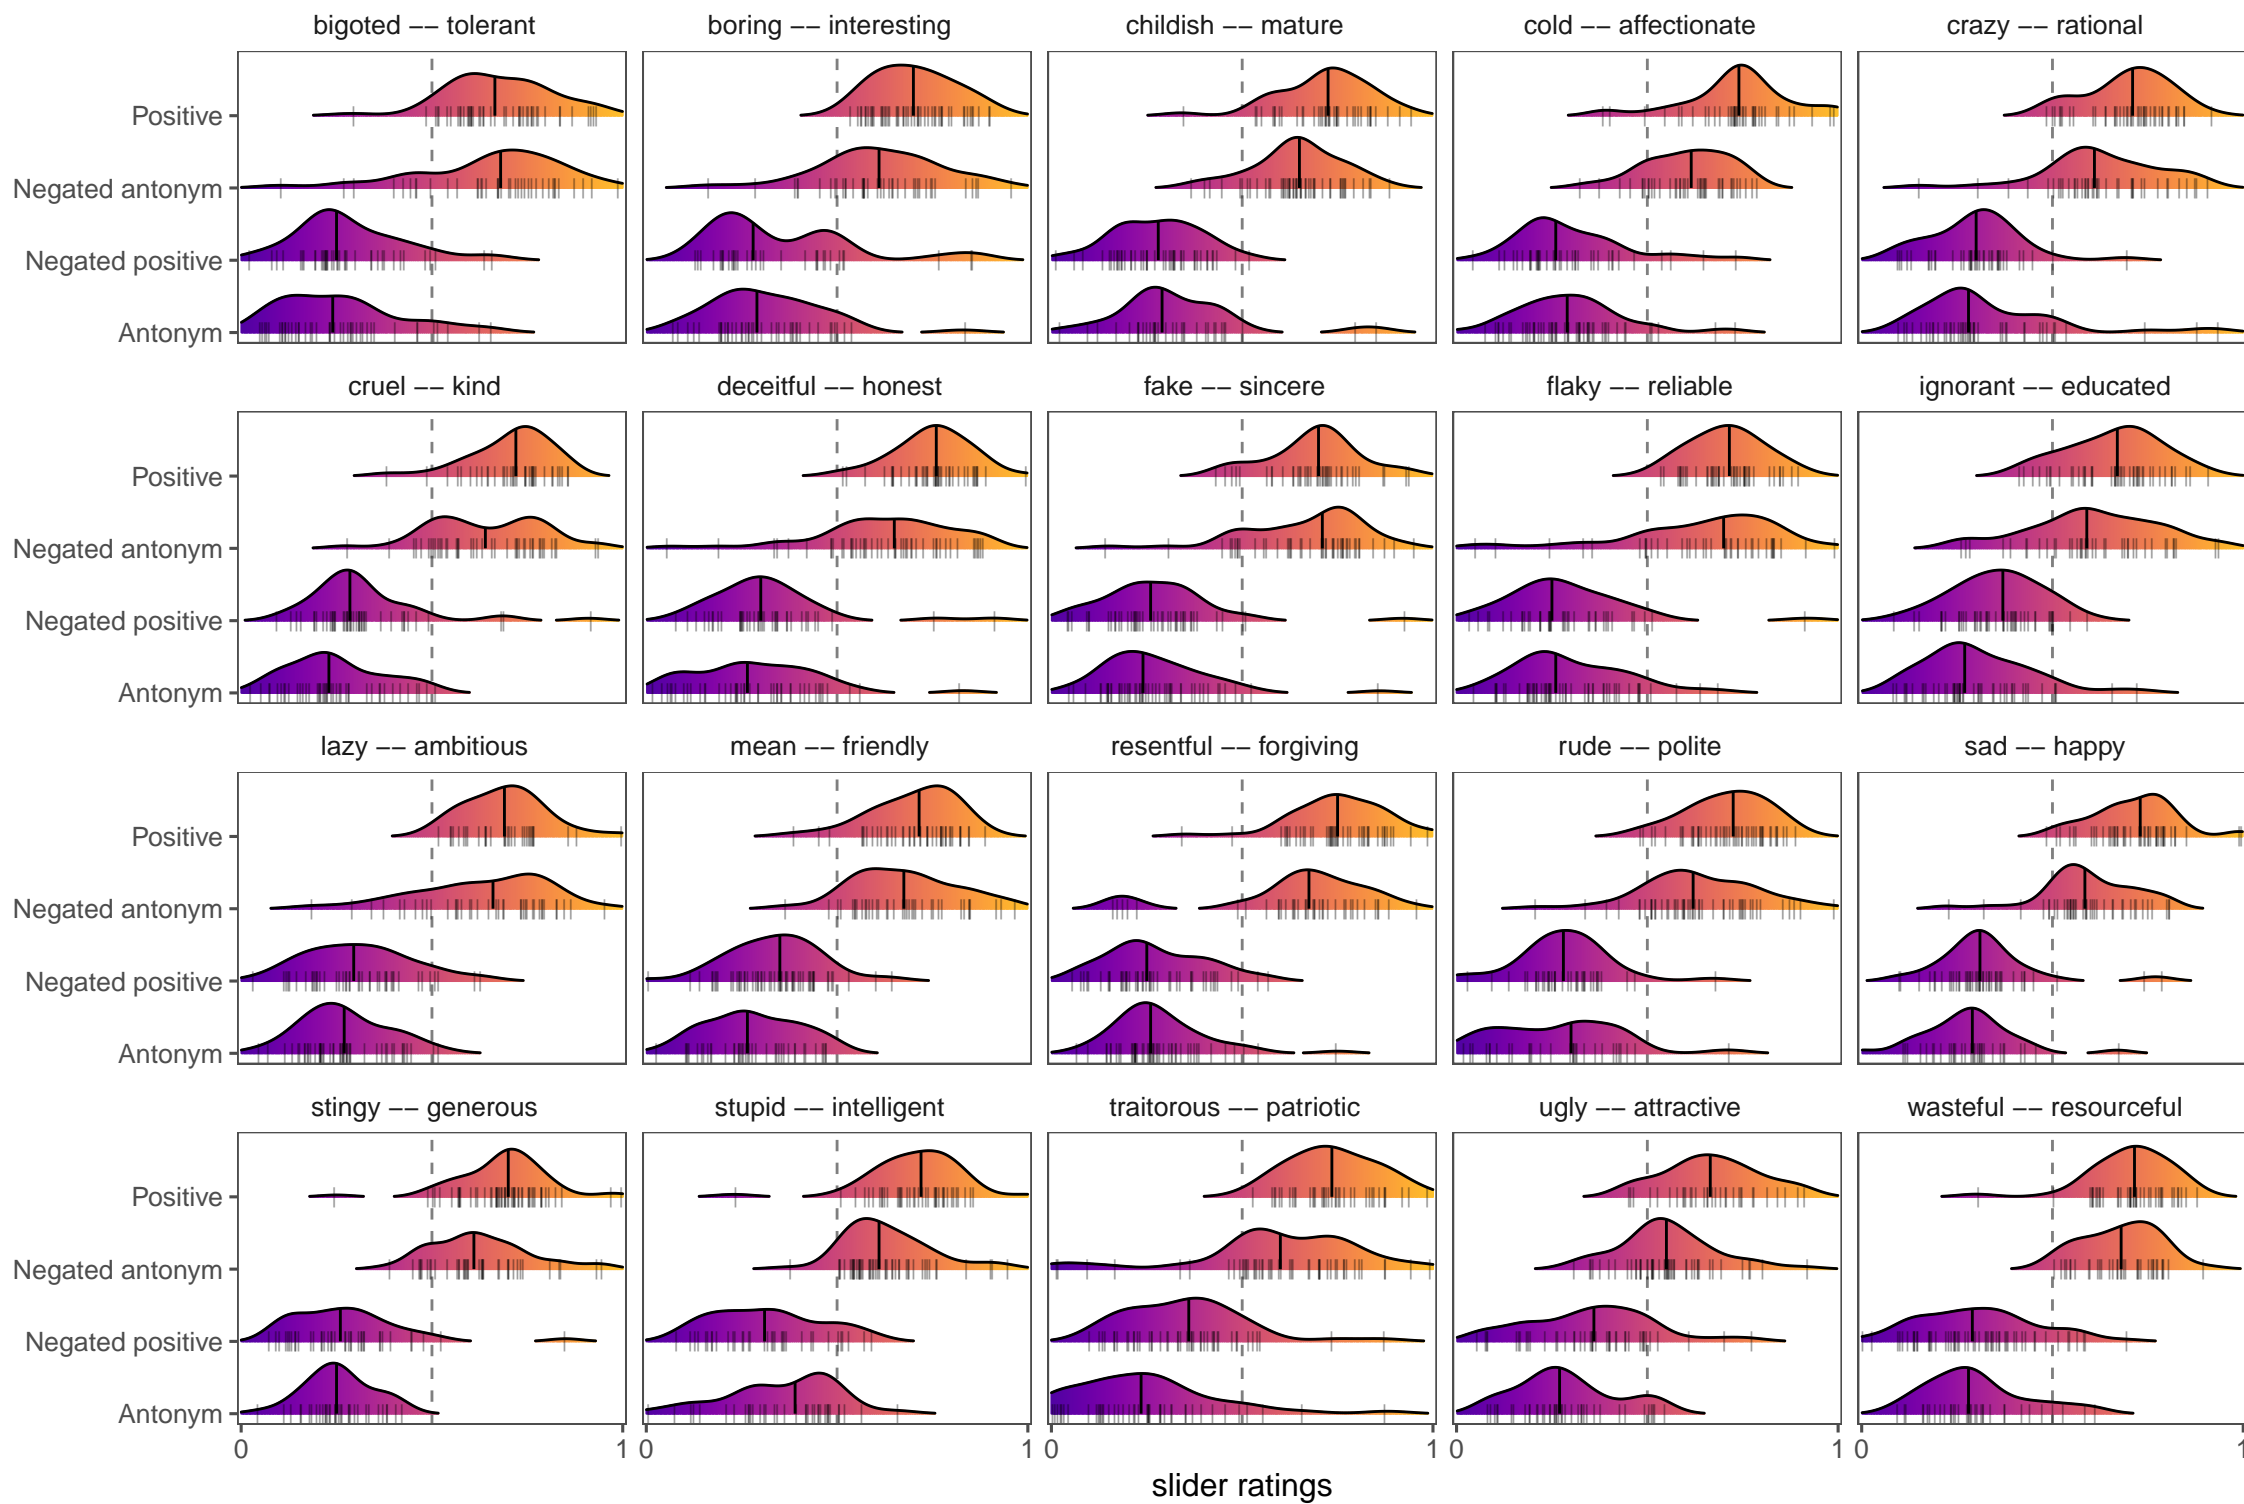 bigoted −− tolerant
boring −− interesting
childish −− mature
cold −− affectionate
crazy −− rational
Positive
Negated antonym
Negated positive
Antonym
cruel −− kind
deceitful −− honest
fake −− sincere
flaky −− reliable
ignorant −− educated
Positive
Negated antonym
Negated positive
Antonym
lazy −− ambitious
mean −− friendly
resentful −− forgiving
rude −− polite
sad −− happy
Positive
Negated antonym
Negated positive
Antonym
stingy −− generous
stupid −− intelligent
traitorous −− patriotic
ugly −− attractive
wasteful −− resourceful
Positive
Negated antonym
Negated positive
Antonym
0 1 0 1 0 1 0 1 0 1
slider ratings